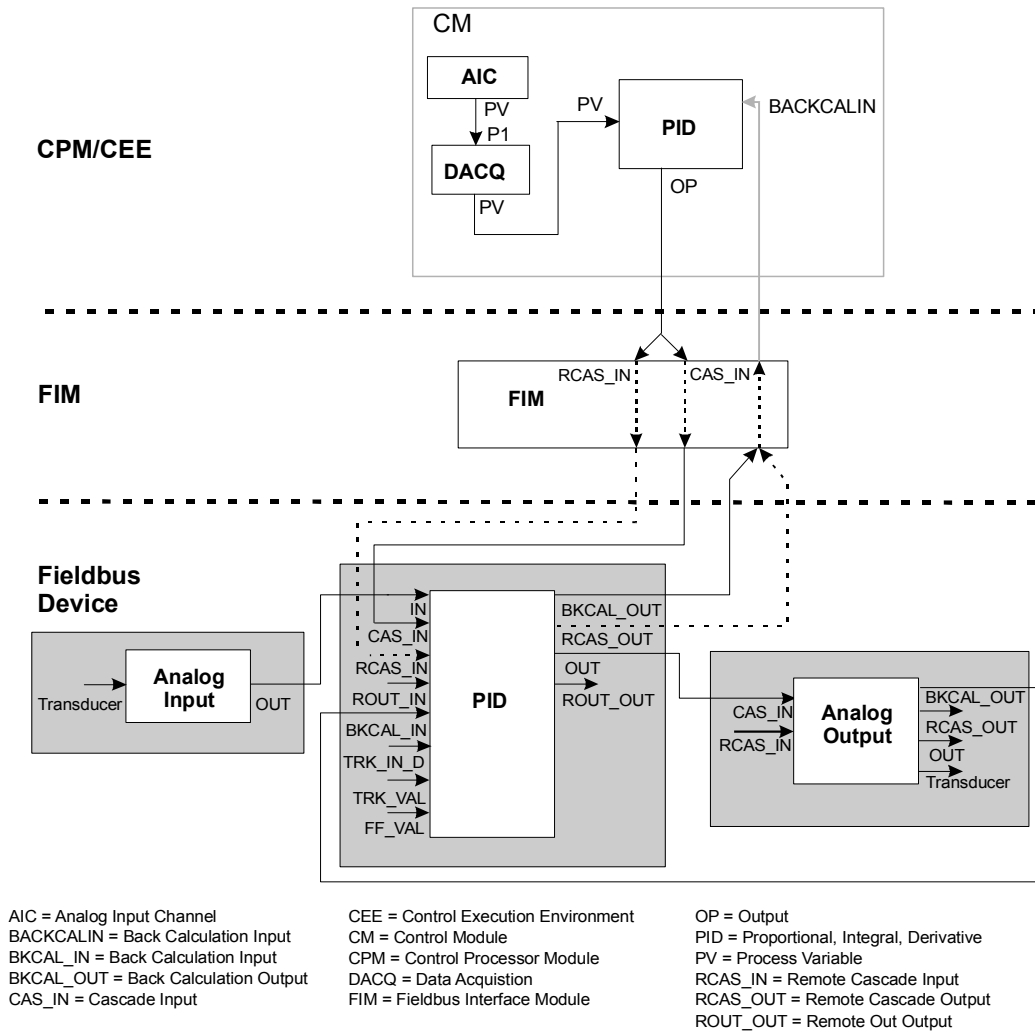 CM
AIC
PV
P1
DACQ
PV
PV
PID
BACKCALIN
OP
CPM/CEE
FIM
RCAS_IN
CAS_IN
FIM
Fieldbus
Device
Transducer
Analog
Input
OUT
IN
CAS_IN
RCAS_IN
ROUT_IN
BKCAL_IN
TRK_IN_D
TRK_VAL
FF_VAL
PID
BKCAL_OUT
RCAS_OUT
OUT
ROUT_OUT
CAS_IN
RCAS_IN
Analog
Output
BKCAL_OUT
RCAS_OUT
OUT
Transducer
AIC = Analog Input Channel
BACKCALIN = Back Calculation Input
BKCAL_IN = Back Calculation Input
BKCAL_OUT = Back Calculation Output
CAS_IN = Cascade Input
CEE = Control Execution Environment
CM = Control Module
CPM = Control Processor Module
DACQ = Data Acquistion
FIM = Fieldbus Interface Module
OP = Output
PID = Proportional, Integral, Derivative
PV = Process Variable
RCAS_IN = Remote Cascade Input
RCAS_OUT = Remote Cascade Output
ROUT_OUT = Remote Out Output